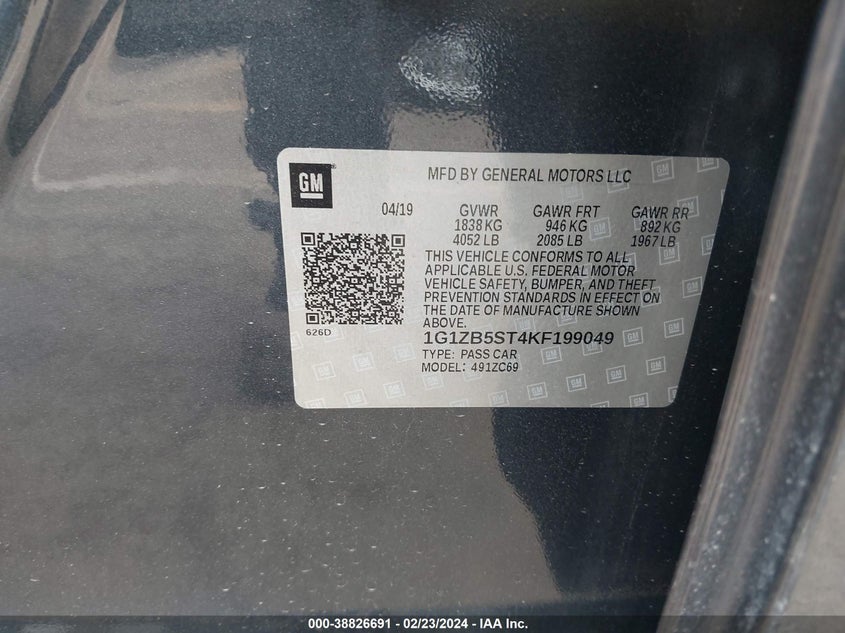 GM
MFD BY GENERAL MOTORS LLC
04/19 GVWR GAWR FRT GAWR RR
1838 KG 946 KG 892 KG
4052 LB 2085 LB 1967 LB
THIS VEHICLE CONFORMS TO ALL
APPLICABLE U.S. FEDERAL MOTOR
VEHICLE SAFETY, BUMPER, AND THEFT
PREVENTION STANDARDS IN EFFECT ON
THE DATE OF MANUFACTURE SHOWN
ABOVE.
626D
1G1ZB5ST4KF199049
TYPE: PASS CAR
MODEL: 491ZC69
000-38826691 - 02/23/2024 - IAA Inc.